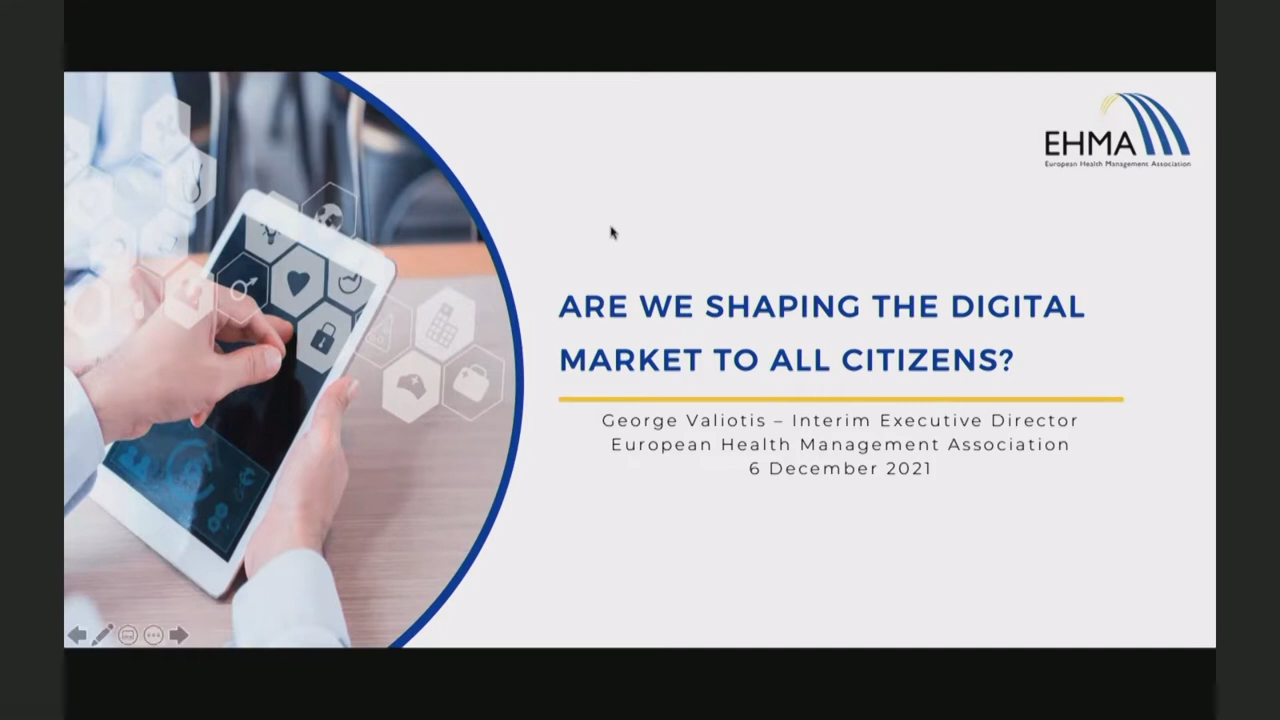 EHMA
European Health Management Association
ARE WE SHAPING THE DIGITAL
MARKET TO ALL CITIZENS?
George Valiotis – Interim Executive Director
European Health Management Association
6 December 2021